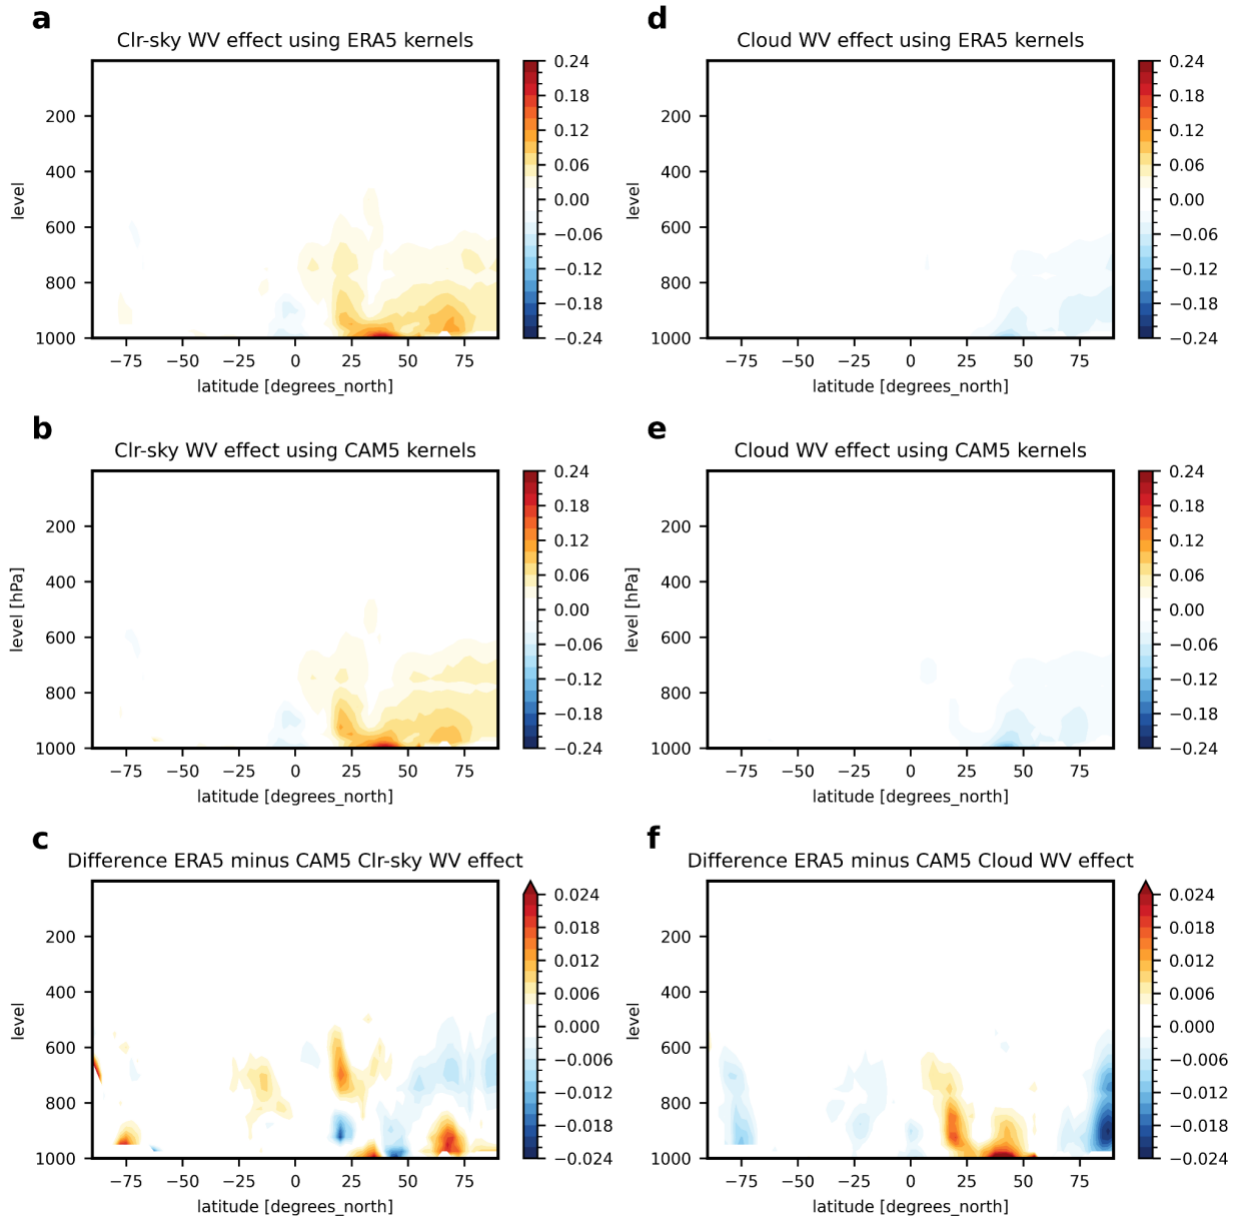 a
Clr-sky WV effect using ERA5 kernels
0.24
0.18
0.12
0.06
0.00
−0.06
−0.12
−0.18
−0.24
200
400
600
800
1000
level
−75 −50 −25 0 25 50 75
latitude [degrees_north]
d
Cloud WV effect using ERA5 kernels
0.24
0.18
0.12
0.06
0.00
−0.06
−0.12
−0.18
−0.24
200
400
600
800
1000
level
−75 −50 −25 0 25 50 75
latitude [degrees_north]
b
Clr-sky WV effect using CAM5 kernels
0.24
0.18
0.12
0.06
0.00
−0.06
−0.12
−0.18
−0.24
200
400
600
800
1000
level [hPa]
−75 −50 −25 0 25 50 75
latitude [degrees_north]
e
Cloud WV effect using CAM5 kernels
0.24
0.18
0.12
0.06
0.00
−0.06
−0.12
−0.18
−0.24
200
400
600
800
1000
level [hPa]
−75 −50 −25 0 25 50 75
latitude [degrees_north]
c
Difference ERA5 minus CAM5 Clr-sky WV effect
0.024
0.018
0.012
0.006
0.000
−0.006
−0.012
−0.018
−0.024
200
400
600
800
1000
level
−75 −50 −25 0 25 50 75
latitude [degrees_north]
f
Difference ERA5 minus CAM5 Cloud WV effect
0.024
0.018
0.012
0.006
0.000
−0.006
−0.012
−0.018
−0.024
200
400
600
800
1000
level
−75 −50 −25 0 25 50 75
latitude [degrees_north]